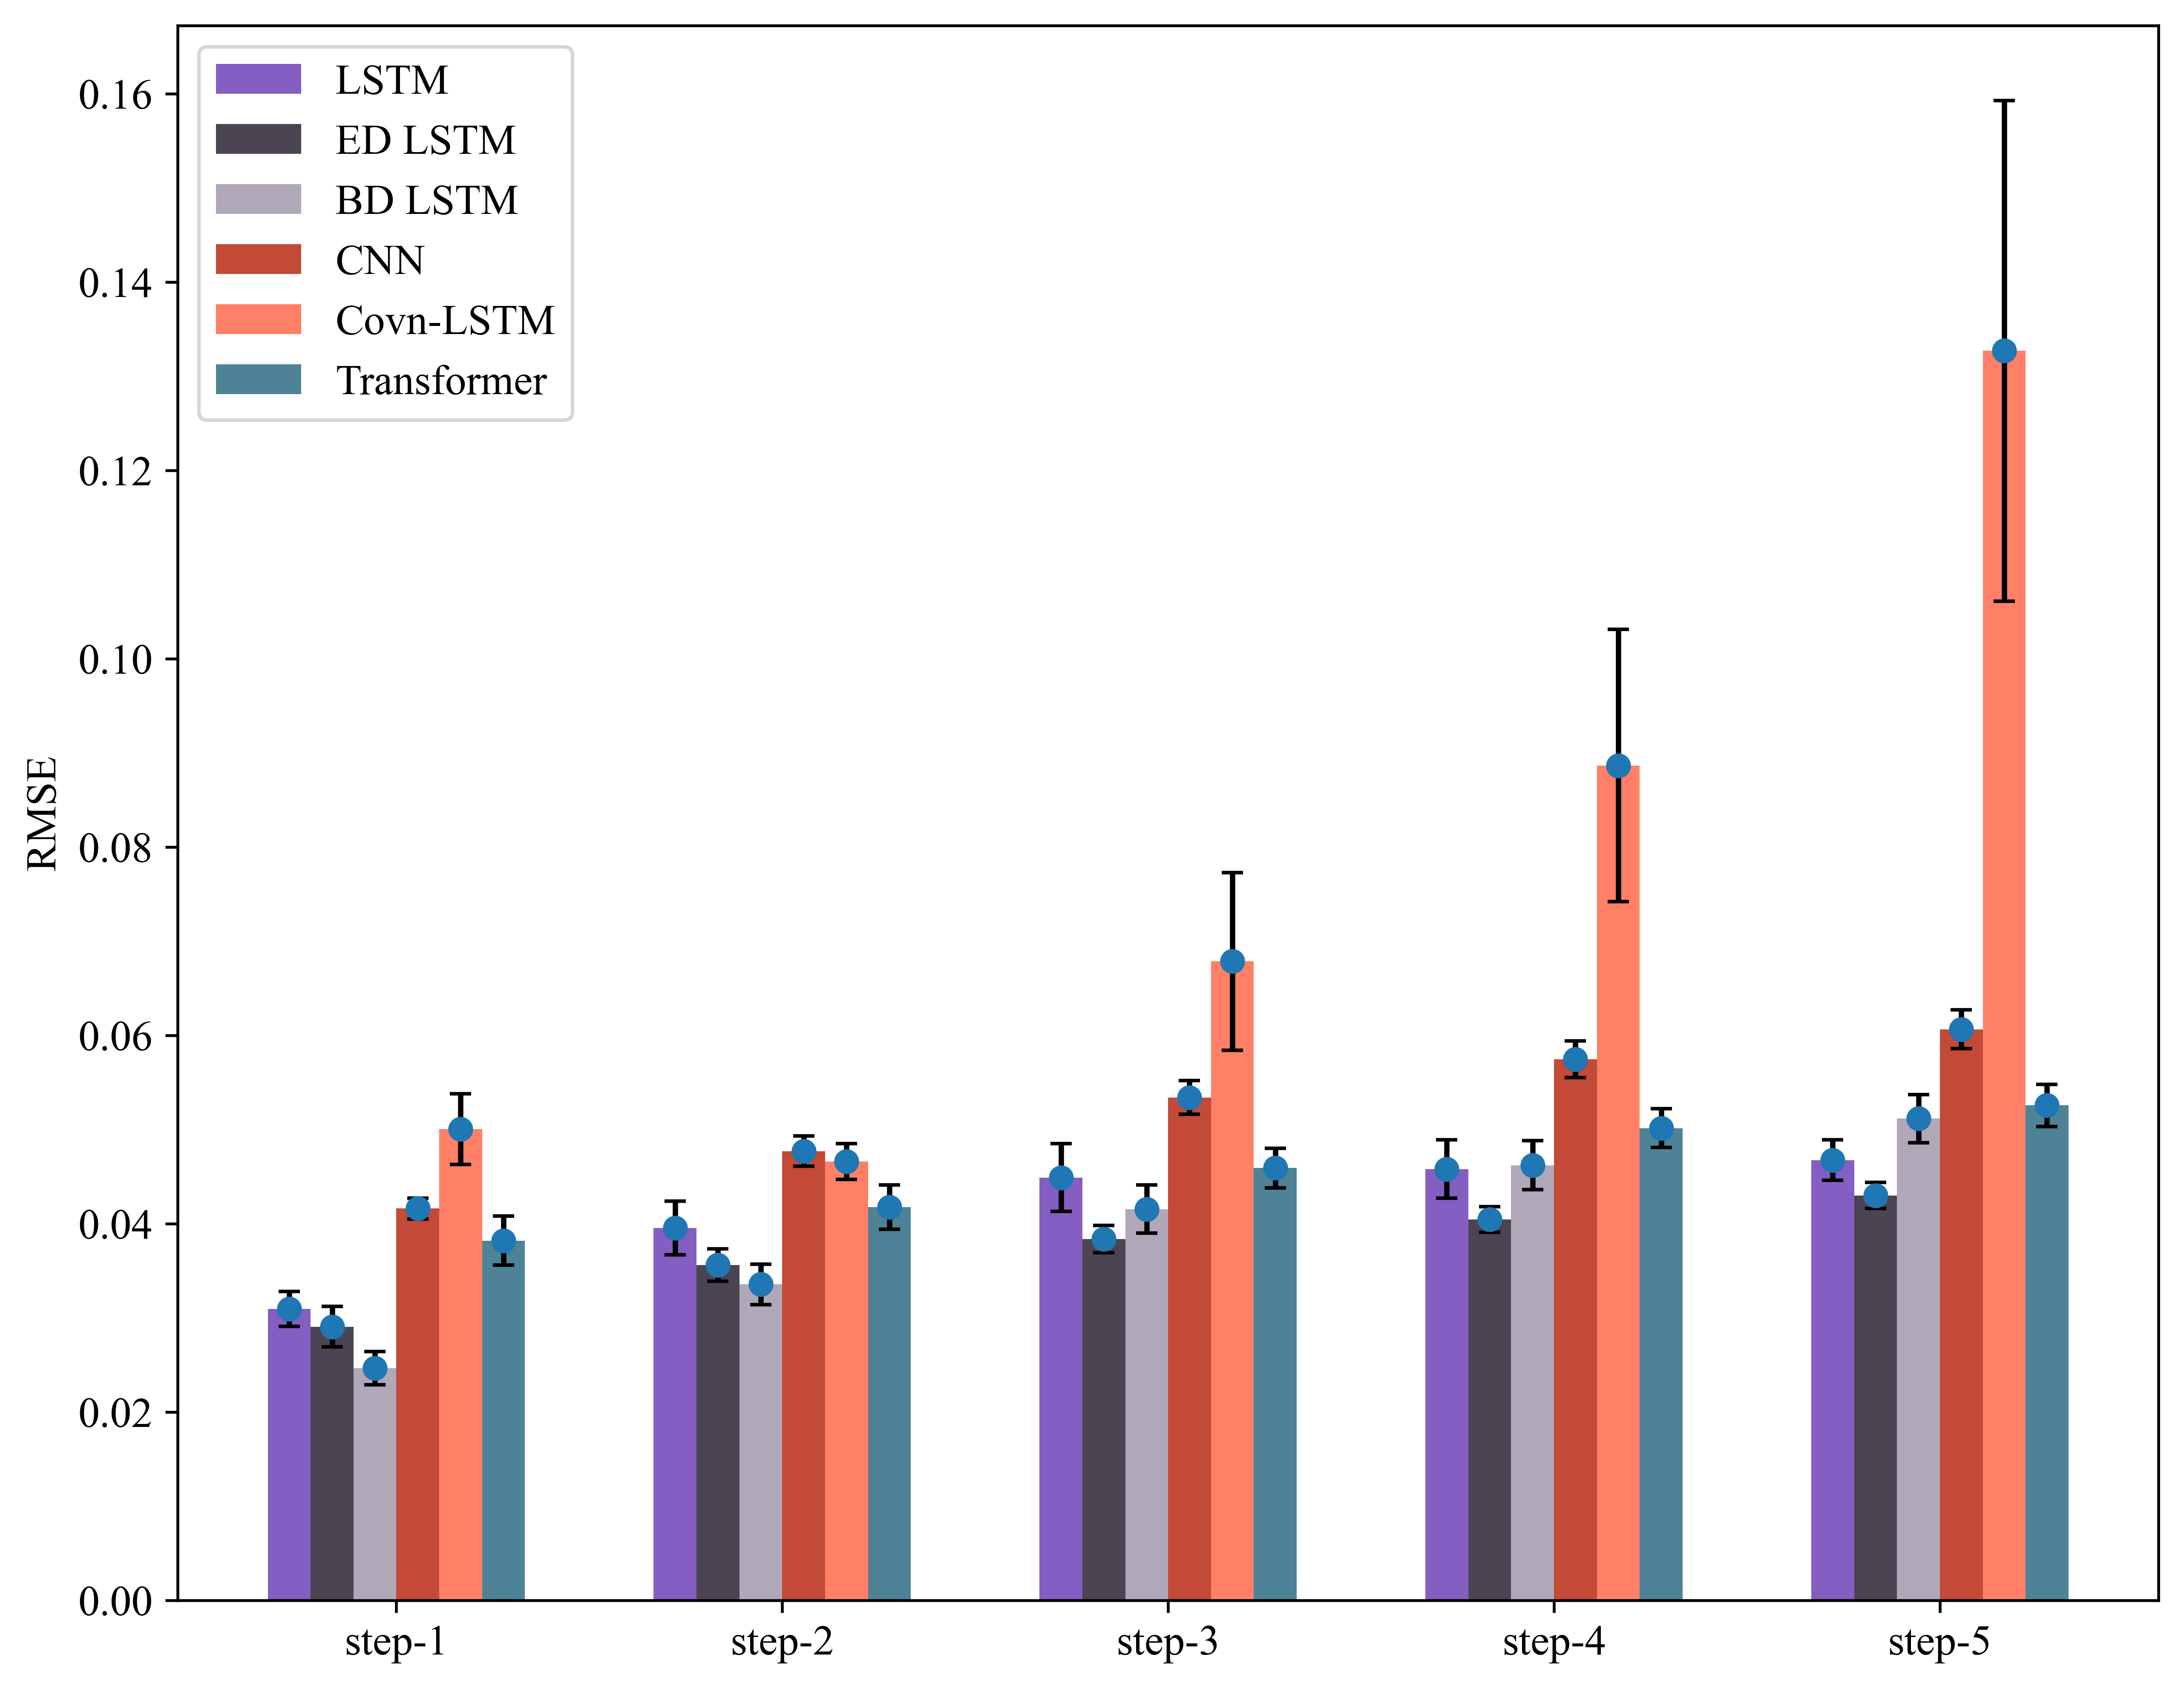 LSTM
ED LSTM
BD LSTM
CNN
Covn-LSTM
Transformer
RMSE
0.16
0.14
0.12
0.10
0.08
0.06
0.04
0.02
0.00
step-1 step-2 step-3 step-4 step-5